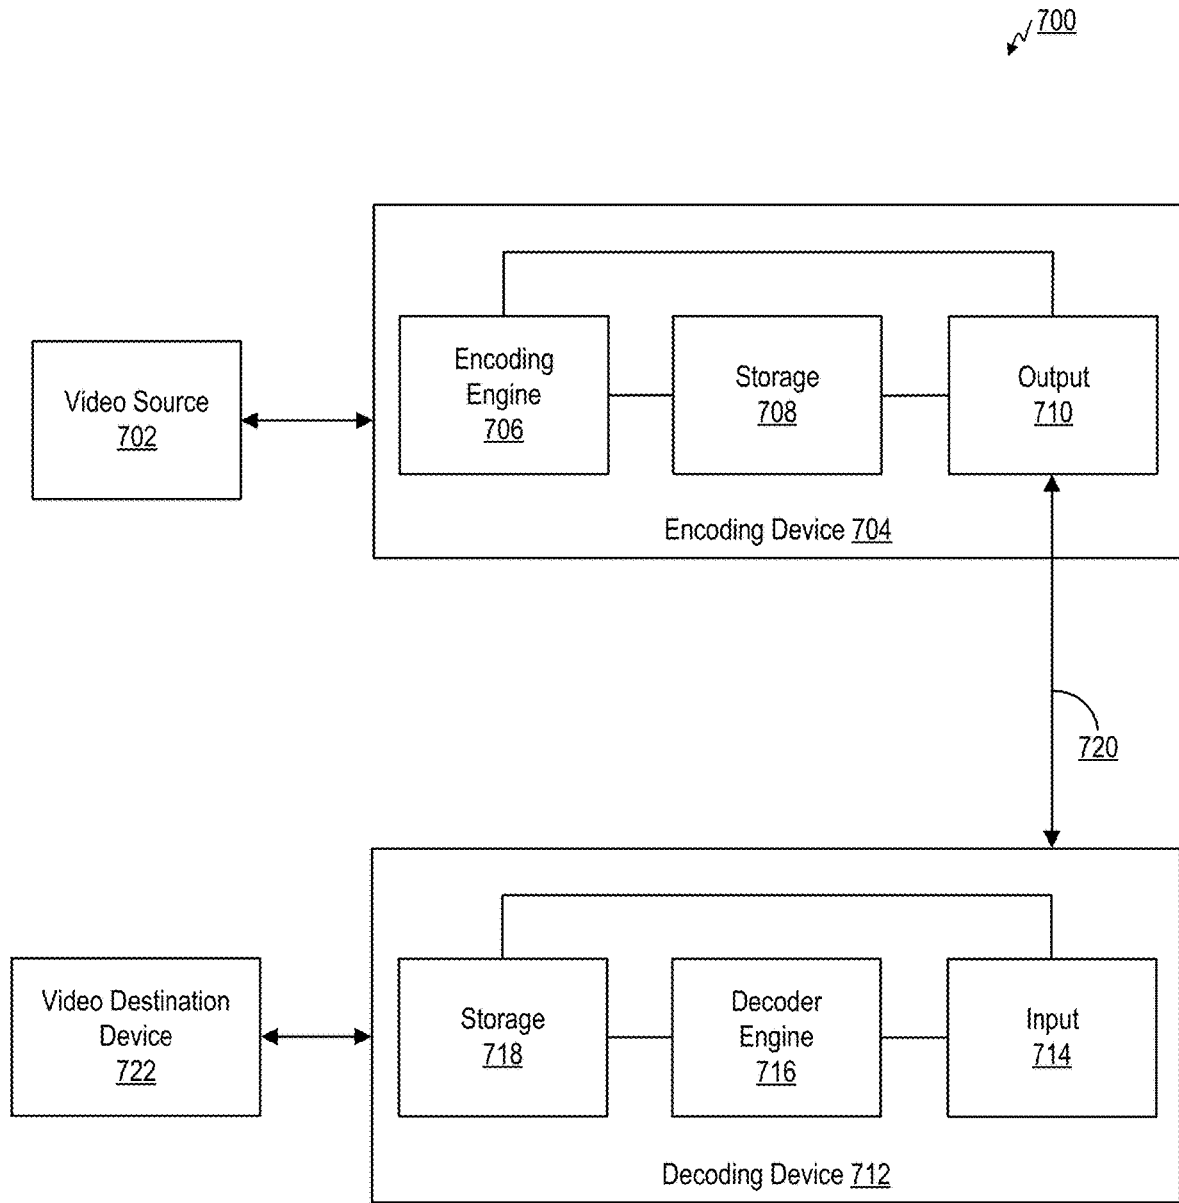 700
Video Source
702
Encoding
Engine
706
Storage
708
Output
710
Encoding Device 704
720
Video Destination
Device
722
Storage
718
Decoder
Engine
716
Input
714
Decoding Device 712